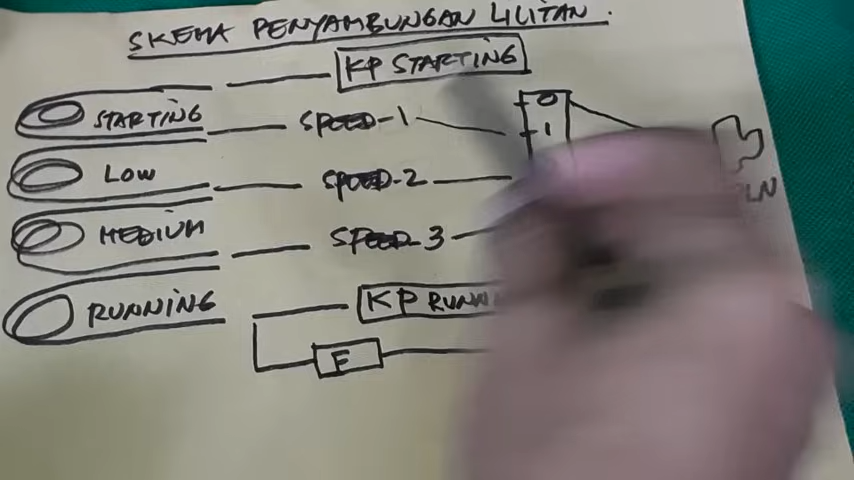 SKEMA PENYAMBUNGAN LILITAN.
KP STARTING
STARTING
SPEED-1
0
1
LOW
SPEED-2
MEDIUM
SPEED-3
RUNNING
KP RUNN
F